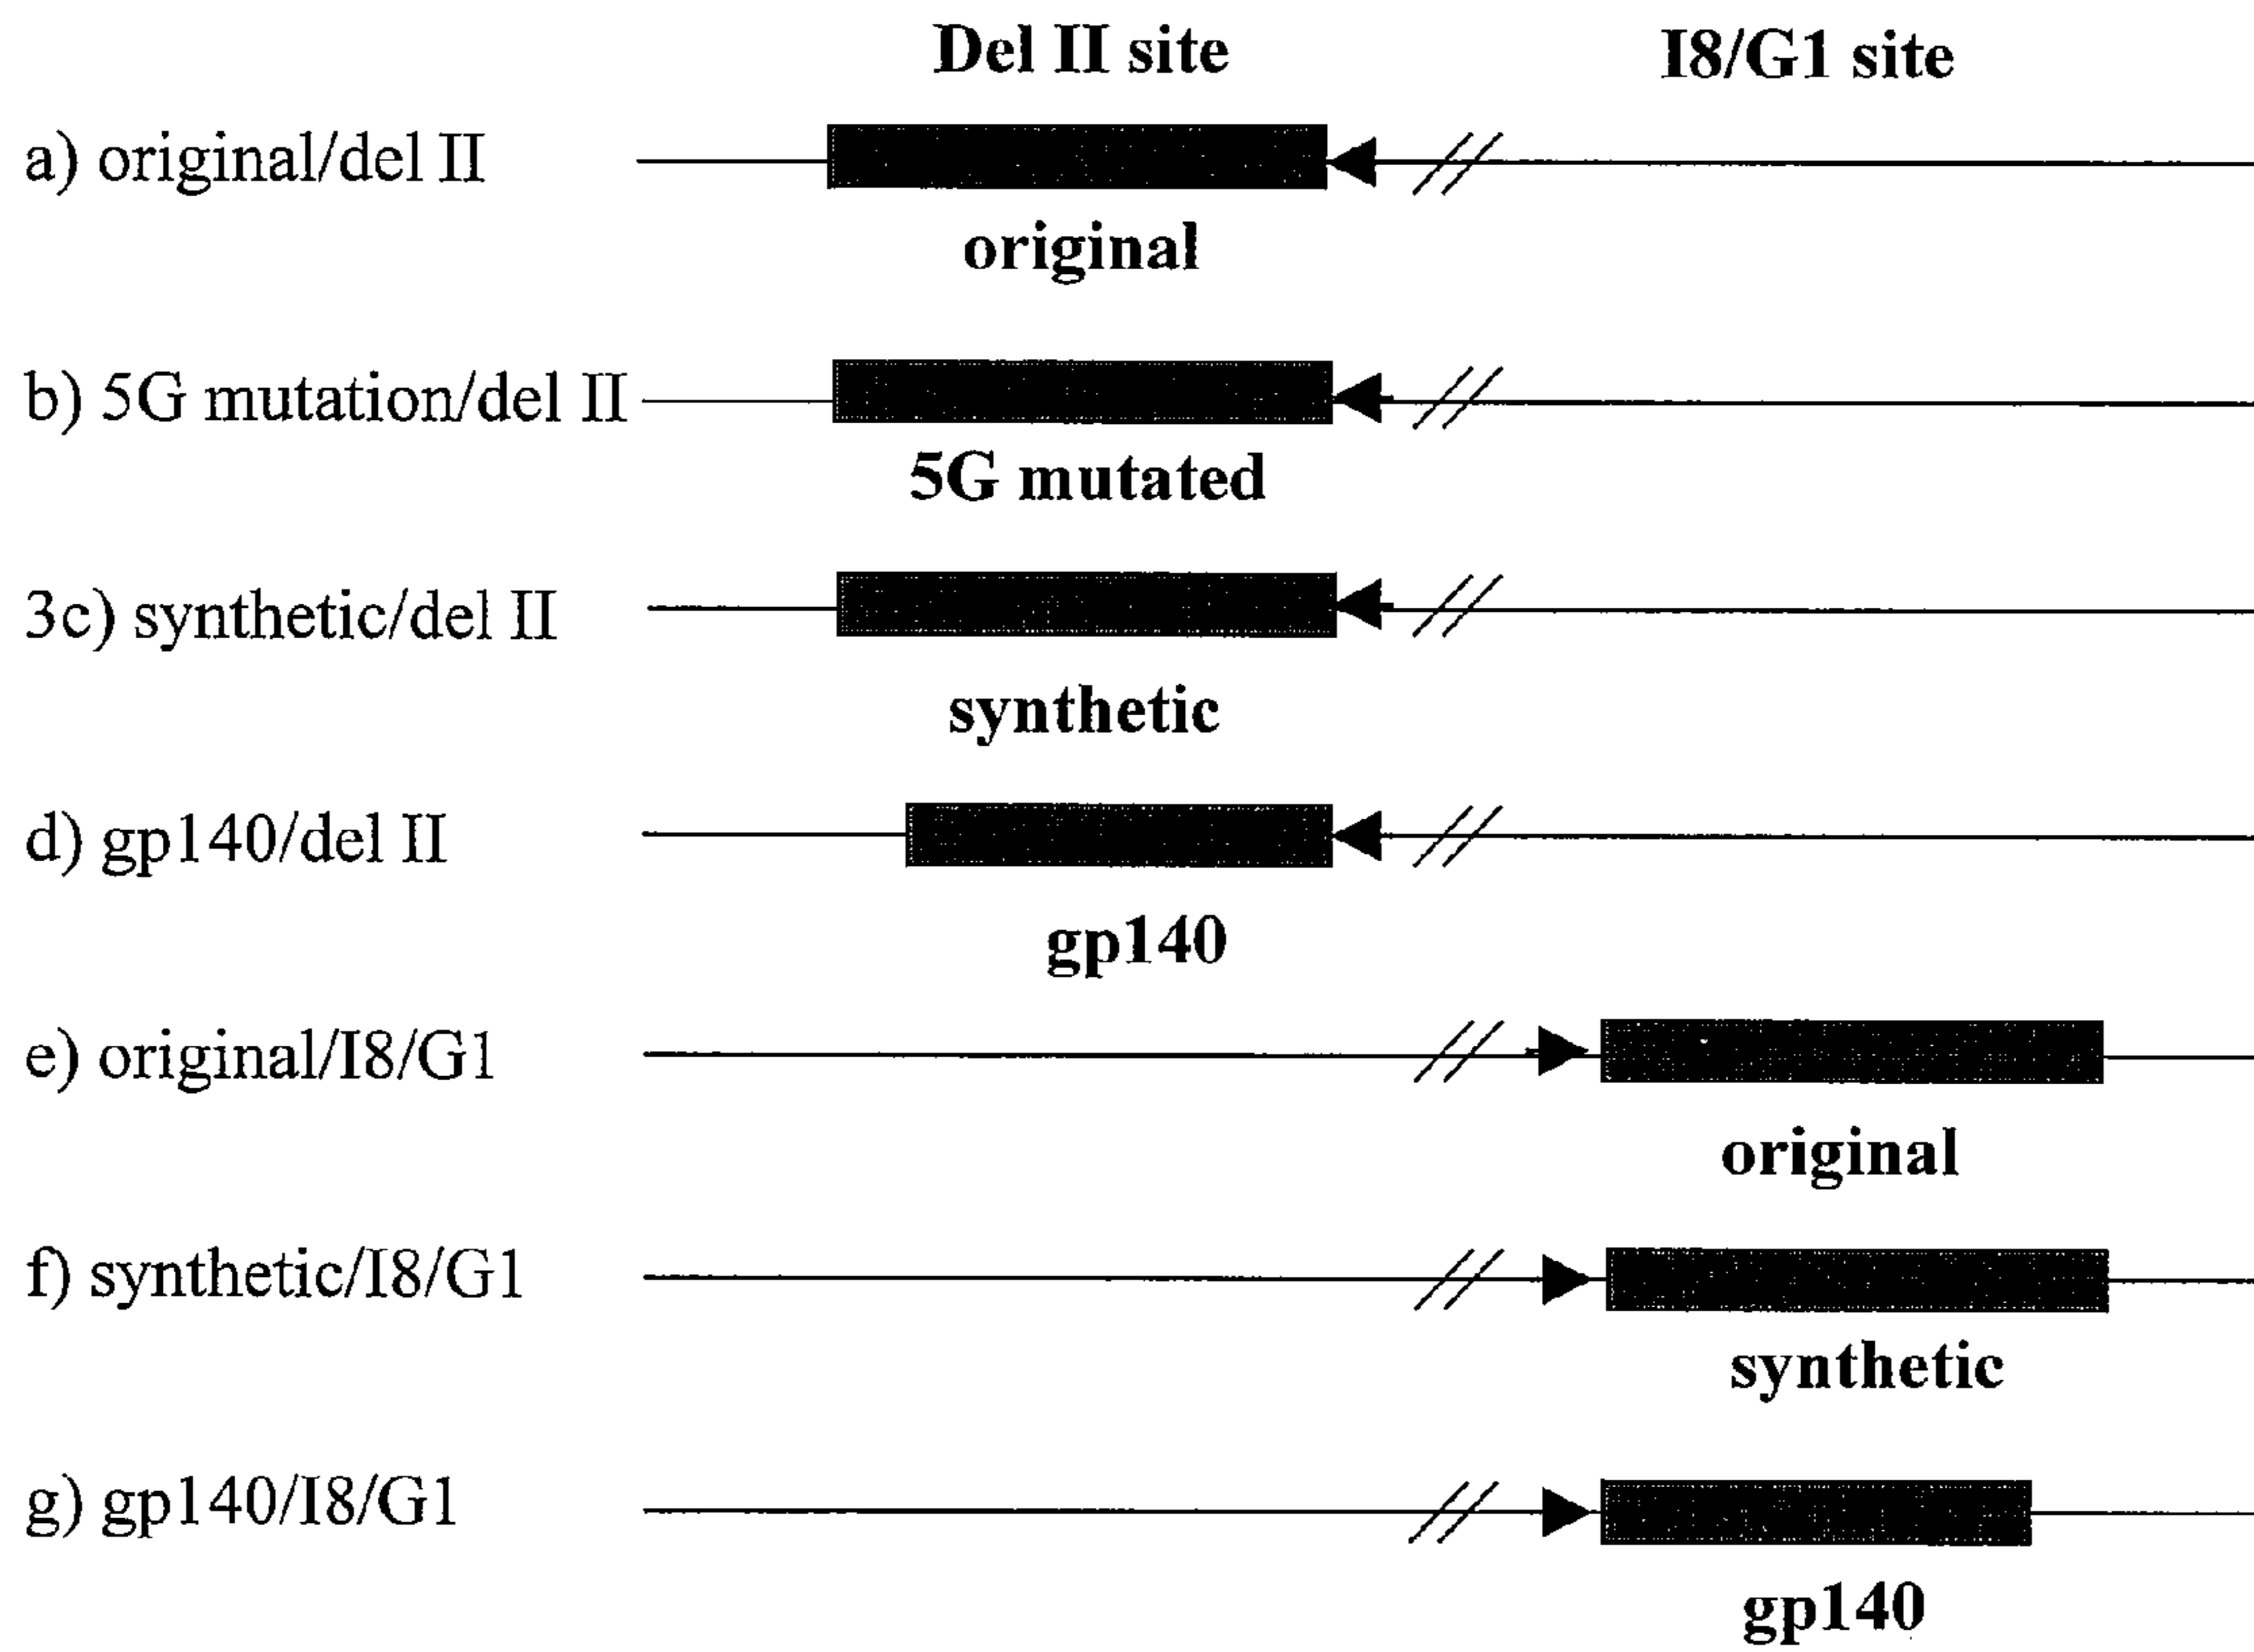 Del II site I8/G1 site
a) original/del II
original
b) 5G mutation/del II
5G mutated
3c) synthetic/del II
synthetic
d) gp140/del II
gp140
e) original/I8/G1
original
f) synthetic/I8/G1
synthetic
g) gp140/I8/G1
gp140